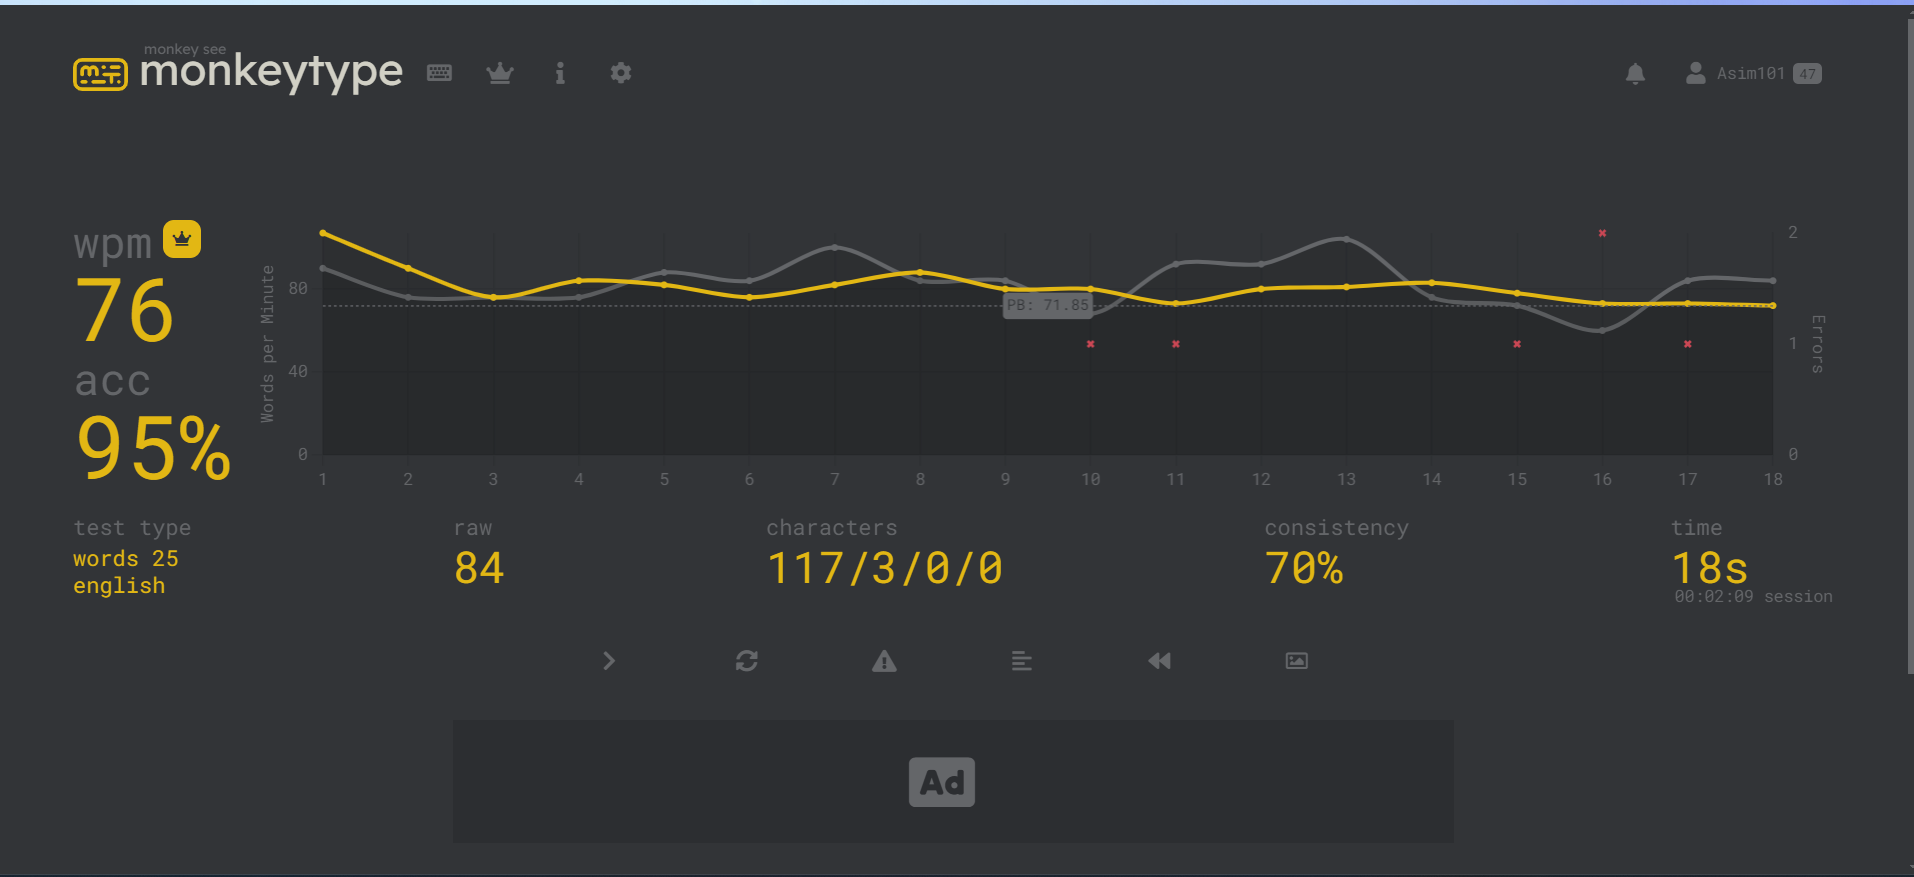 monkey see
monkeytype
Asim101 47
wpm
76
acc
95%
Words per Minute
80
40
0
PB: 71.85
2
1
0
Errors
1 2 3 4 5 6 7 8 9 10 11 12 13 14 15 16 17 18
test type
words 25
english
raw
84
characters
117/3/0/0
consistency
70%
time
18s
00:02:09 session
Ad